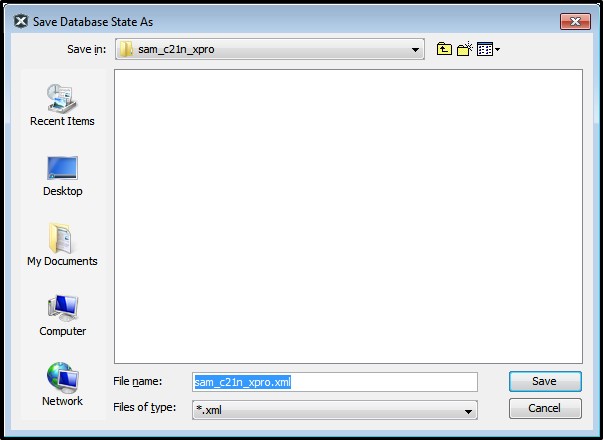 Save Database State As
Save in: sam_c21n_xpro
Recent Items
Desktop
My Documents
Computer
Network
File name: sam_c21n_xpro.xml Save
Files of type: *.xml Cancel